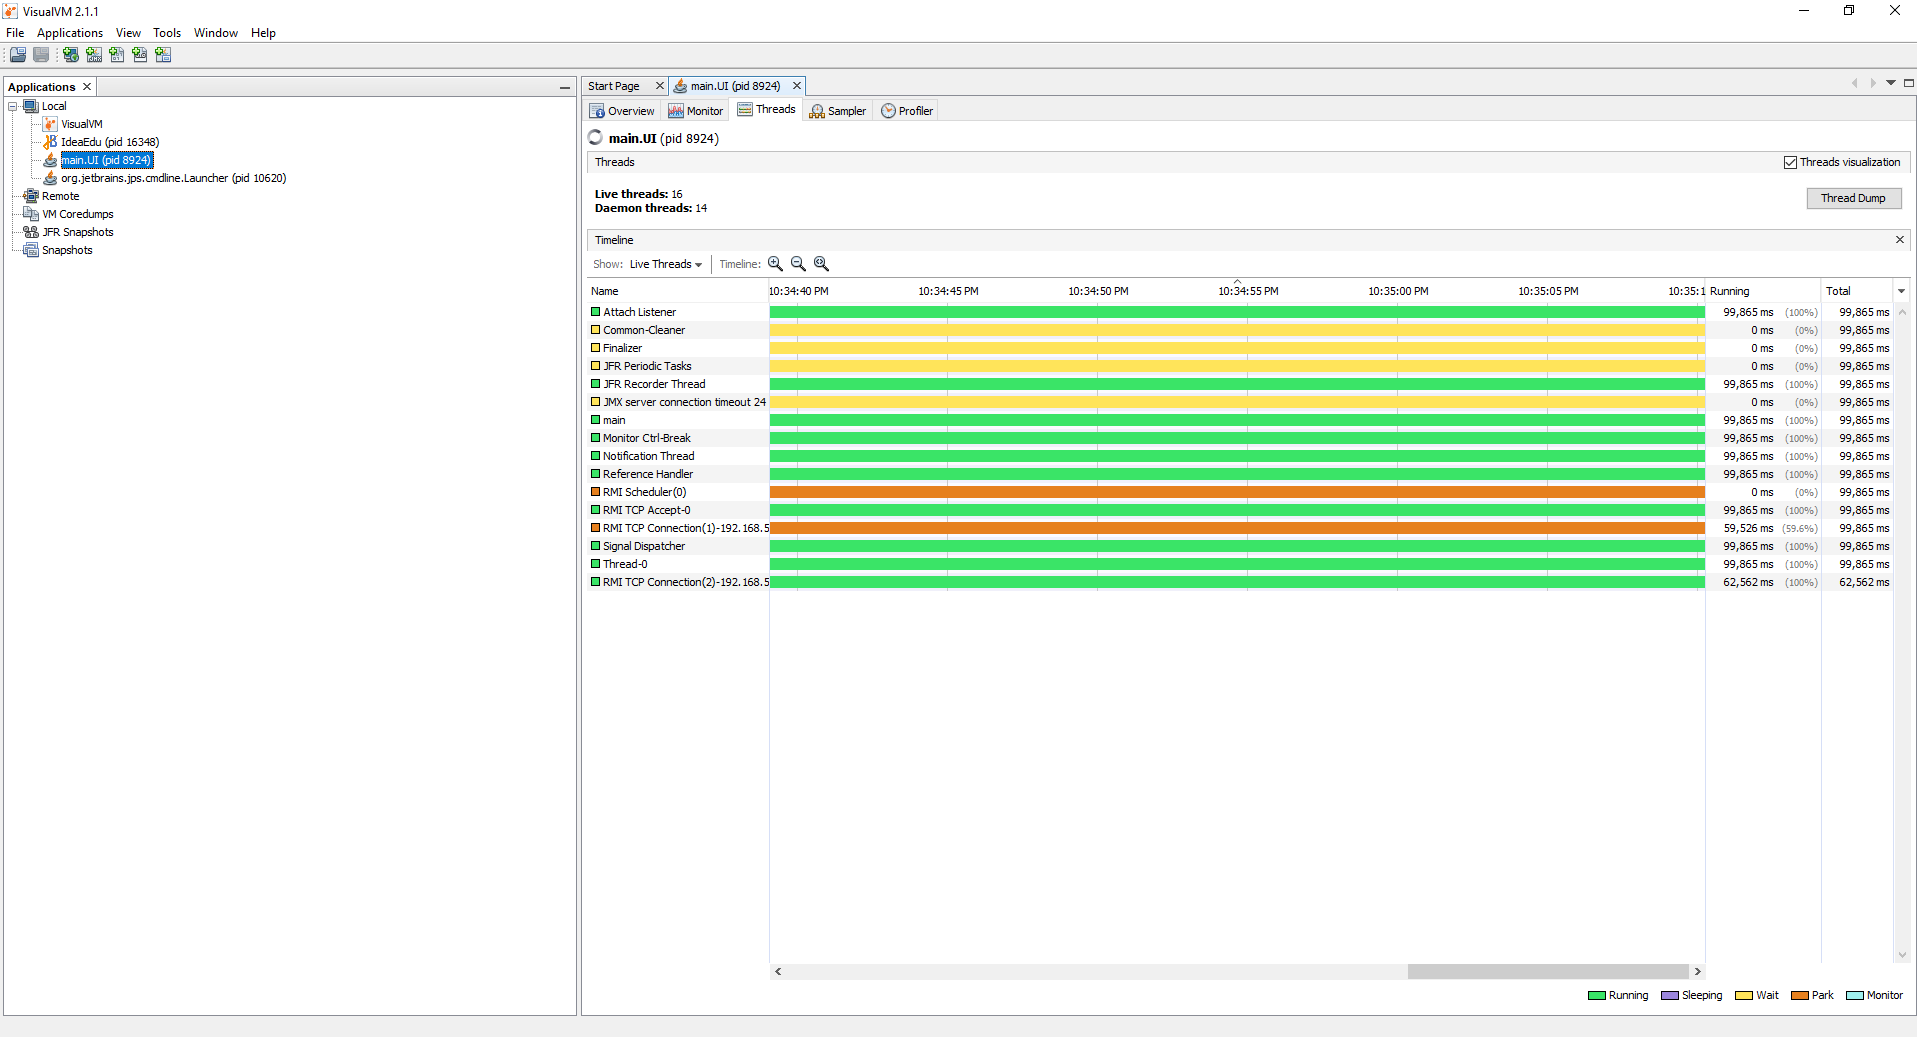 VisualVM 2.1.1
File Applications View Tools Window Help
Applications
Local
VisualVM
IdeaEdu (pid 16348)
main.UI (pid 8924)
org.jetbrains.jps.cmdline.Launcher (pid 10620)
Remote
VM Coredumps
JFR Snapshots
Snapshots
Start Page main.UI (pid 8924)
Overview Monitor Threads Sampler Profiler
main.UI (pid 8924)
Threads Threads visualization
Live threads: 16
Daemon threads: 14
Thread Dump
Timeline
Show: Live Threads Timeline:
Name 10:34:40 PM 10:34:45 PM 10:34:50 PM 10:34:55 PM 10:35:00 PM 10:35:05 PM 10:35:1 Running Total
Attach Listener 99,865 ms (100%) 99,865 ms
Common-Cleaner 0 ms (0%) 99,865 ms
Finalizer 0 ms (0%) 99,865 ms
JFR Periodic Tasks 0 ms (0%) 99,865 ms
JFR Recorder Thread 99,865 ms (100%) 99,865 ms
JMX server connection timeout 24 0 ms (0%) 99,865 ms
main 99,865 ms (100%) 99,865 ms
Monitor Ctrl-Break 99,865 ms (100%) 99,865 ms
Notification Thread 99,865 ms (100%) 99,865 ms
Reference Handler 99,865 ms (100%) 99,865 ms
RMI Scheduler(0) 0 ms (0%) 99,865 ms
RMI TCP Accept-0 99,865 ms (100%) 99,865 ms
RMI TCP Connection(1)-192.168.5 59,526 ms (59.6%) 99,865 ms
Signal Dispatcher 99,865 ms (100%) 99,865 ms
Thread-0 99,865 ms (100%) 99,865 ms
RMI TCP Connection(2)-192.168.5 62,562 ms (100%) 62,562 ms
Running Sleeping Wait Park Monitor